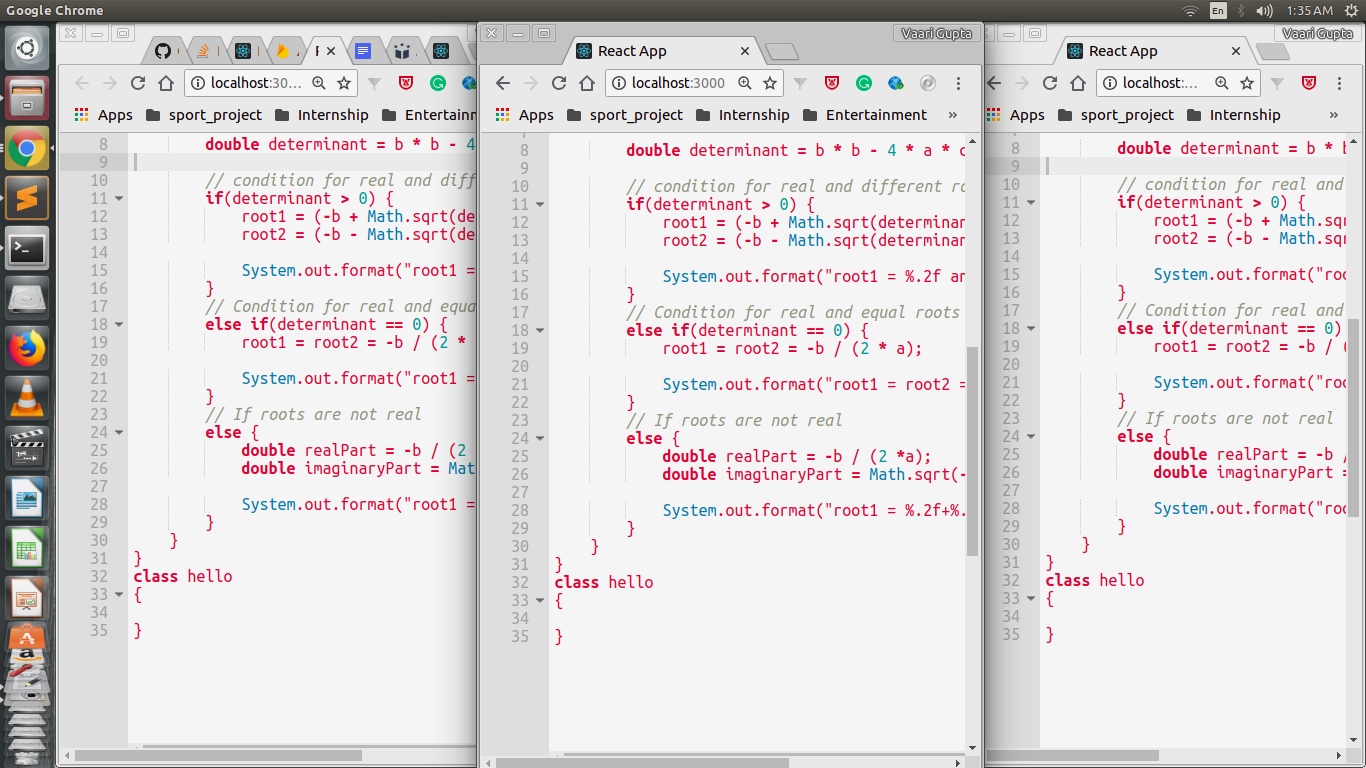 Google Chrome
En
1:35 AM
React App
localhost:30...
Apps
sport_project
Internship
Entertainm
8 double determinant = b * b - 4
9
10 // condition for real and diff
11 if(determinant > 0) {
12 root1 = (-b + Math.sqrt(de
13 root2 = (-b - Math.sqrt(de
14
15 System.out.format("root1 =
16 }
17 // Condition for real and equa
18 else if(determinant == 0) {
19 root1 = root2 = -b / (2 *
20
21 System.out.format("root1 =
22 }
23 // If roots are not real
24 else {
25 double realPart = -b / (2
26 double imaginaryPart = Mat
27
28 System.out.format("root1 =
29 }
30 }
31 }
32 class hello
33 {
34
35 }
Vaari Gupta
React App
localhost:3000
Apps
sport_project
Internship
Entertainment
»
8 double determinant = b * b - 4 * a * c
9
10 // condition for real and different ro
11 if(determinant > 0) {
12 root1 = (-b + Math.sqrt(determinan
13 root2 = (-b - Math.sqrt(determinan
14
15 System.out.format("root1 = %.2f an
16 }
17 // Condition for real and equal roots
18 else if(determinant == 0) {
19 root1 = root2 = -b / (2 * a);
20
21 System.out.format("root1 = root2 =
22 }
23 // If roots are not real
24 else {
25 double realPart = -b / (2 *a);
26 double imaginaryPart = Math.sqrt(-
27
28 System.out.format("root1 = %.2f+%.
29 }
30 }
31 }
32 class hello
33 {
34
35 }
Vaari Gupta
React App
localhost:...
Apps
sport_project
Internship
»
8 double determinant = b * b
9
10 // condition for real and
11 if(determinant > 0) {
12 root1 = (-b + Math.sqr
13 root2 = (-b - Math.sqr
14
15 System.out.format("roo
16 }
17 // Condition for real and
18 else if(determinant == 0)
19 root1 = root2 = -b / (
20
21 System.out.format("roo
22 }
23 // If roots are not real
24 else {
25 double realPart = -b /
26 double imaginaryPart =
27
28 System.out.format("roo
29 }
30 }
31 }
32 class hello
33 {
34
35 }